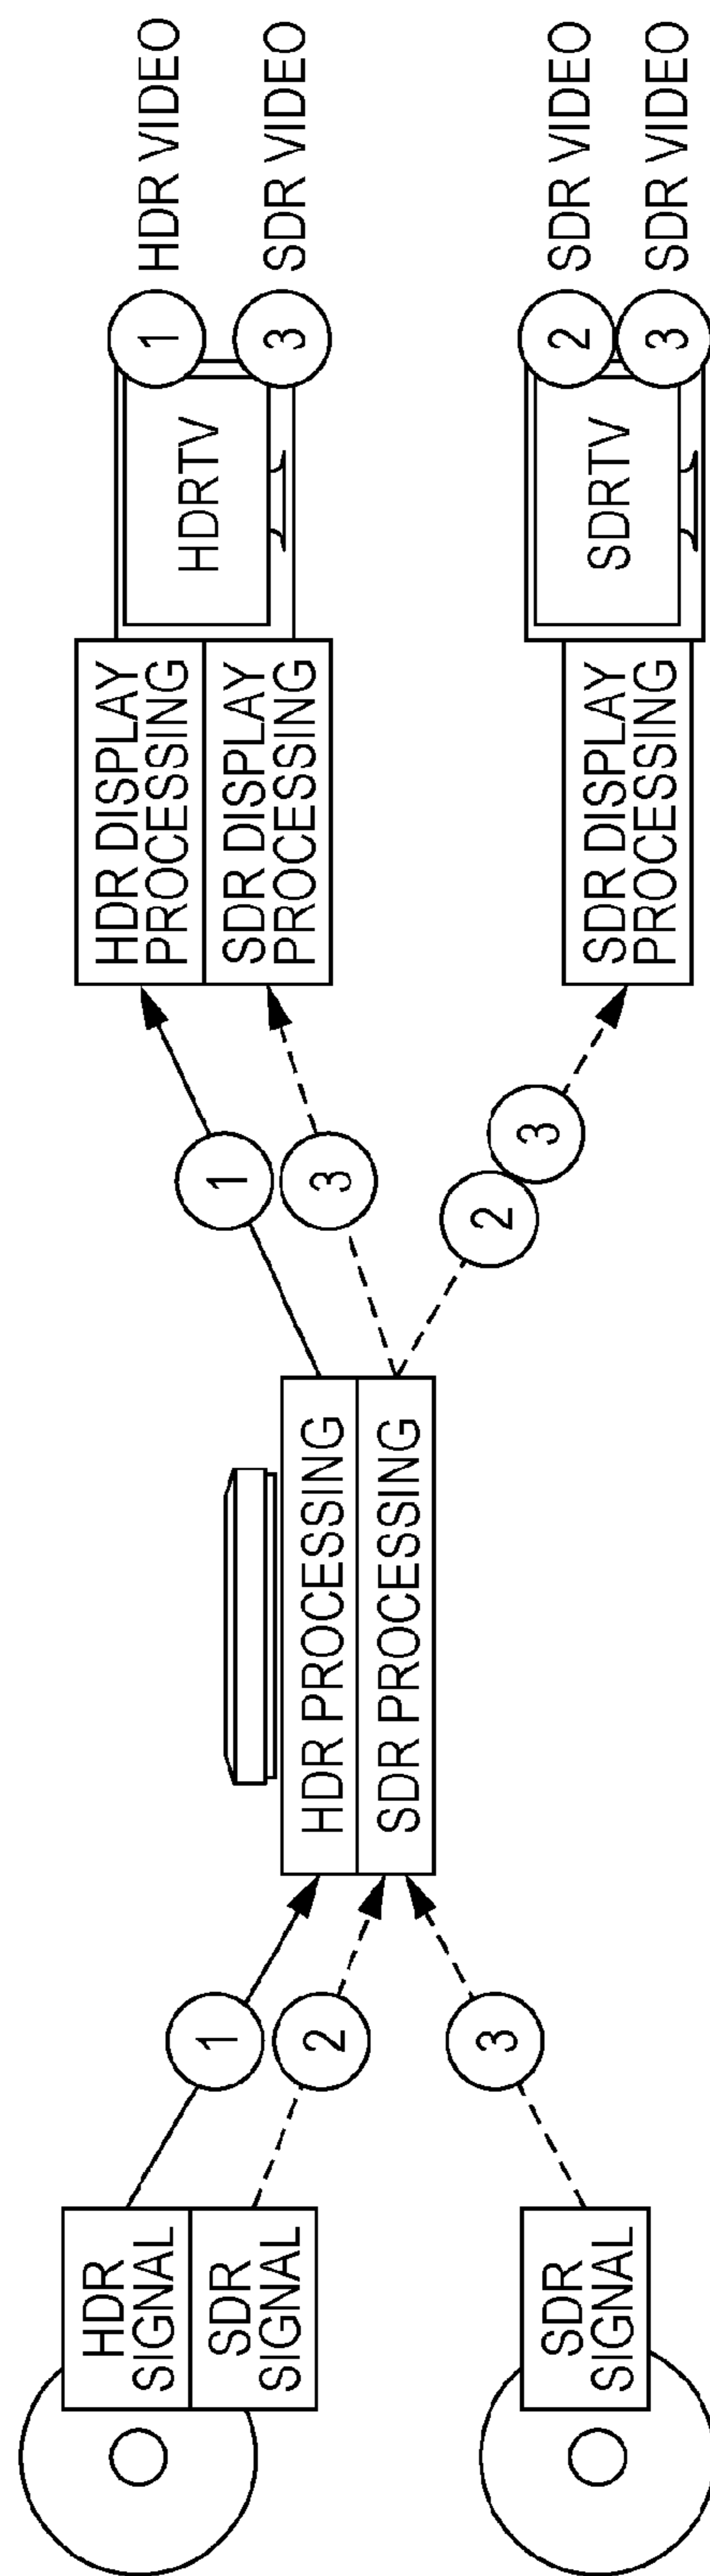 HDR
SIGNAL
SDR
SIGNAL
SDR
SIGNAL
1
2
3
HDR PROCESSING
SDR PROCESSING
1
3
2
3
HDR DISPLAY
PROCESSING
SDR DISPLAY
PROCESSING
SDR DISPLAY
PROCESSING
HDRTV
SDRTV
1
HDR VIDEO
3
SDR VIDEO
2
SDR VIDEO
3
SDR VIDEO